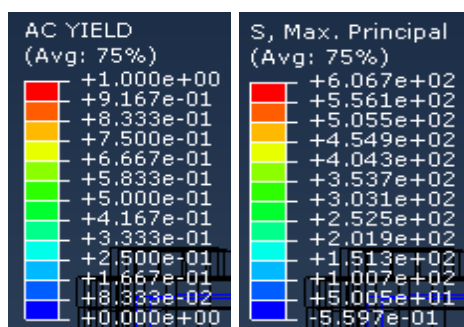 AC YIELD
(Avg: 75%)
+1.000e+00
+9.167e-01
+8.333e-01
+7.500e-01
+6.667e-01
+5.833e-01
+5.000e-01
+4.167e-01
+3.333e-01
+2.500e-01
+1.667e-01
+8.333e-02
+0.000e+00
S, Max. Principal
(Avg: 75%)
+6.067e+02
+5.561e+02
+5.055e+02
+4.549e+02
+4.043e+02
+3.537e+02
+3.031e+02
+2.525e+02
+2.019e+02
+1.513e+02
+1.007e+02
+5.005e+01
-5.597e-01